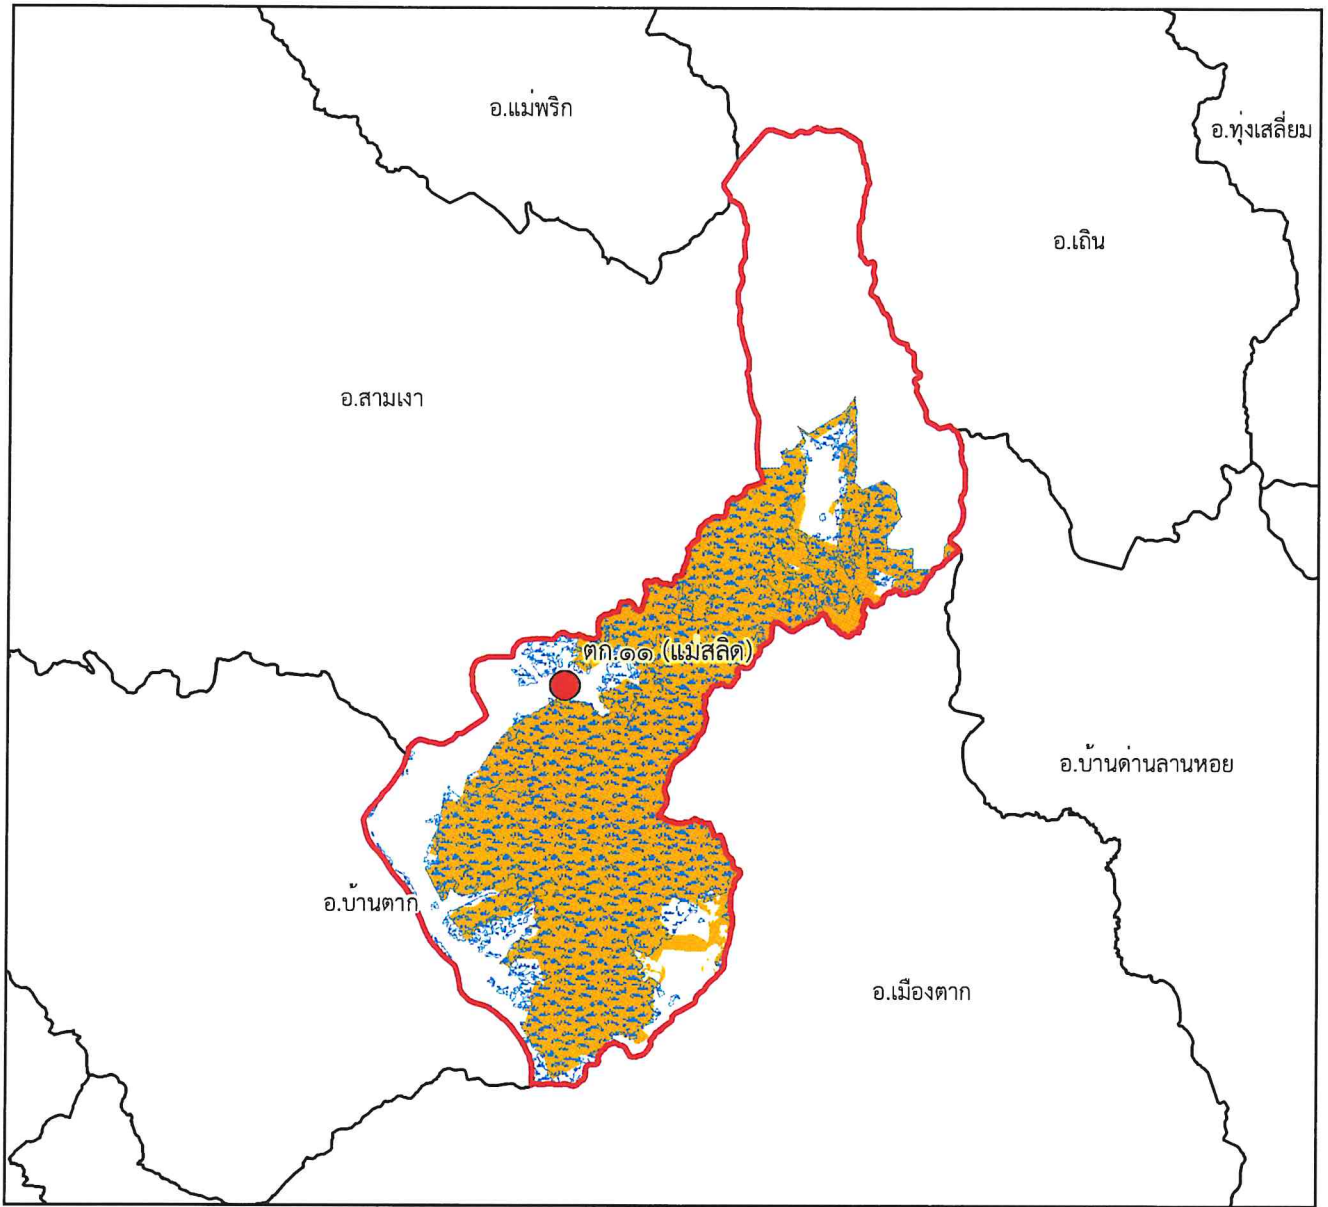 อ.แม่พริก
อ.ทุ่งเสลี่ยม
อ.เถิน
อ.สามเงา
ตก.๑๑ (แม่สลิด)
อ.บ้านด่านลานหอย
อ.บ้านตาก
อ.เมืองตาก